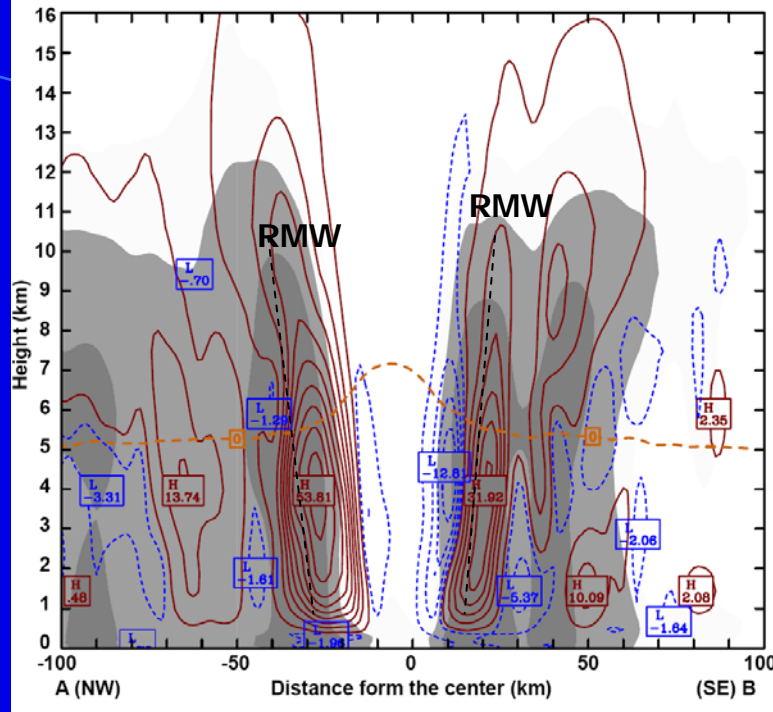 16
15
14
13
12
11
10
9
8
7
6
5
4
3
2
1
0
Height (km)
RMW
RMW
L
-.70
L
-1.29
0
0
H
2.35
L
-3.31
H
13.74
H
53.81
L
-12.81
H
31.92
L
-2.06
L
-1.61
H
.48
L
-5.37
H
10.09
H
2.08
L
-1.64
L
L
-1.96
-100
-50
0
50
100
A (NW)
Distance form the center (km)
(SE) B